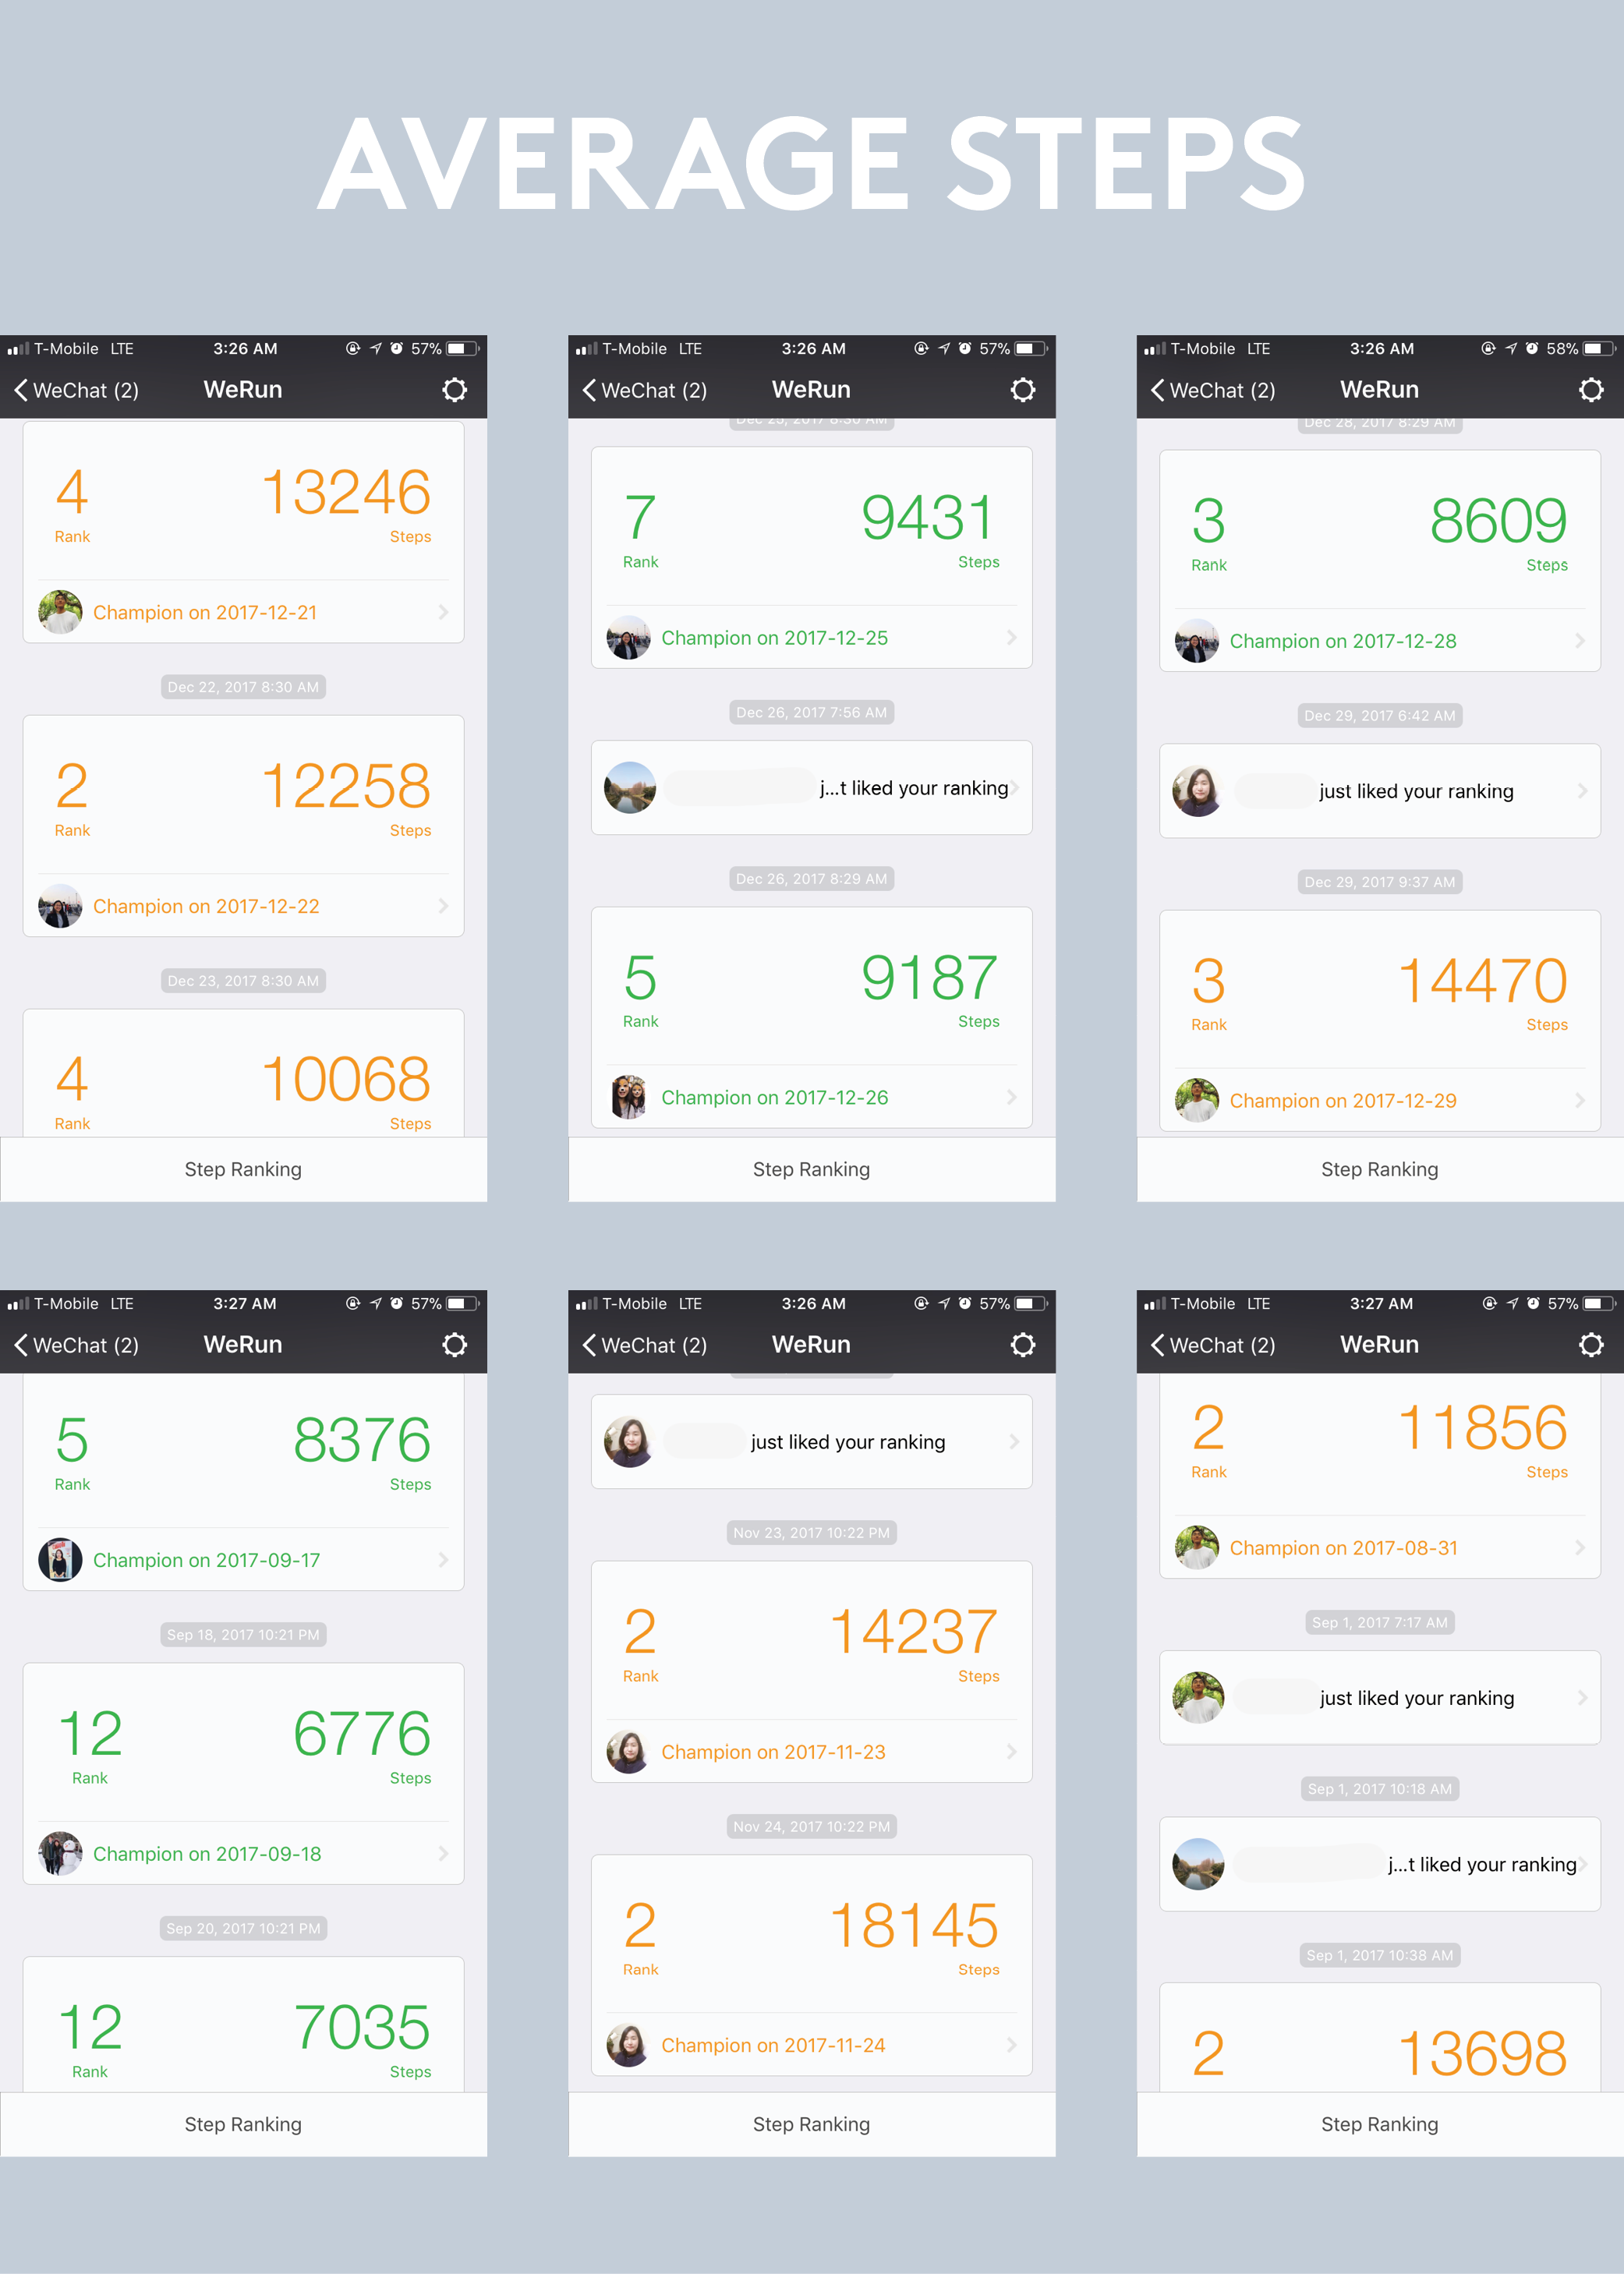 AVERAGE STEPS
T-Mobile LTE 3:26 AM 57%
WeChat (2) WeRun
4 13246
Rank Steps
Champion on 2017-12-21
Dec 22, 2017 8:30 AM
2 12258
Rank Steps
Champion on 2017-12-22
Dec 23, 2017 8:30 AM
4 10068
Rank Steps
Step Ranking
T-Mobile LTE 3:26 AM 57%
WeChat (2) WeRun
7 9431
Rank Steps
Champion on 2017-12-25
Dec 26, 2017 7:56 AM
j...t liked your ranking
Dec 26, 2017 8:29 AM
5 9187
Rank Steps
Champion on 2017-12-26
Step Ranking
T-Mobile LTE 3:26 AM 58%
WeChat (2) WeRun
Dec 28, 2017 8:29 AM
3 8609
Rank Steps
Champion on 2017-12-28
Dec 29, 2017 6:42 AM
just liked your ranking
Dec 29, 2017 9:37 AM
3 14470
Rank Steps
Champion on 2017-12-29
Step Ranking
T-Mobile LTE 3:27 AM 57%
WeChat (2) WeRun
5 8376
Rank Steps
Champion on 2017-09-17
Sep 18, 2017 10:21 PM
12 6776
Rank Steps
Champion on 2017-09-18
Sep 20, 2017 10:21 PM
12 7035
Rank Steps
Step Ranking
T-Mobile LTE 3:26 AM 57%
WeChat (2) WeRun
just liked your ranking
Nov 23, 2017 10:22 PM
2 14237
Rank Steps
Champion on 2017-11-23
Nov 24, 2017 10:22 PM
2 18145
Rank Steps
Champion on 2017-11-24
Step Ranking
T-Mobile LTE 3:27 AM 57%
WeChat (2) WeRun
2 11856
Rank Steps
Champion on 2017-08-31
Sep 1, 2017 7:17 AM
just liked your ranking
Sep 1, 2017 10:18 AM
j...t liked your ranking
Sep 1, 2017 10:38 AM
2 13698
Step Ranking